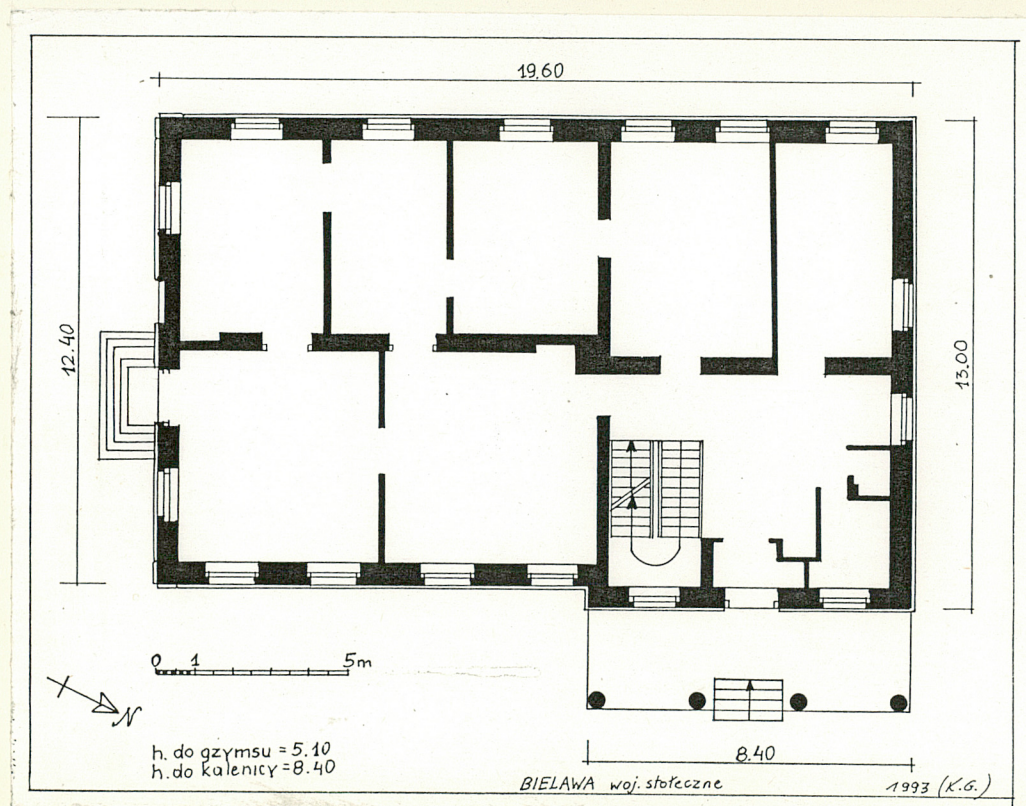 19.60
12.40
13.00
0 1 5m
N
h. do gzymsu = 5.10
h. do kalenicy = 8.40
8.40
BIELAWA woj. stołeczne 1993 (K.G.)